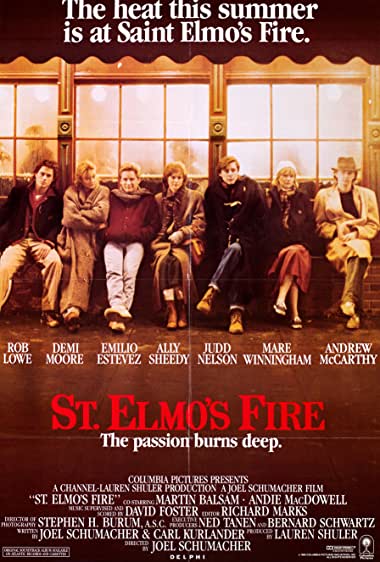 The heat this summer
is at Saint Elmo's Fire.
ROB LOWE
DEMI MOORE
EMILIO ESTEVEZ
ALLY SHEEDY
JUDD NELSON
MARE WINNINGHAM
ANDREW McCARTHY
ST. ELMO'S FIRE
The passion burns deep.
COLUMBIA PICTURES PRESENTS
A CHANNEL-LAUREN SHULER PRODUCTION A JOEL SCHUMACHER FILM
"ST. ELMO'S FIRE" CO-STARRING MARTIN BALSAM · ANDIE MacDOWELL
MUSIC SUPERVISED AND SCORED BY DAVID FOSTER EDITOR RICHARD MARKS
DIRECTOR OF PHOTOGRAPHY STEPHEN H. BURUM, A.S.C. EXECUTIVE PRODUCERS NED TANEN AND BERNARD SCHWARTZ
WRITTEN BY JOEL SCHUMACHER & CARL KURLANDER PRODUCED BY LAUREN SHULER
DIRECTED BY JOEL SCHUMACHER
DELPHI